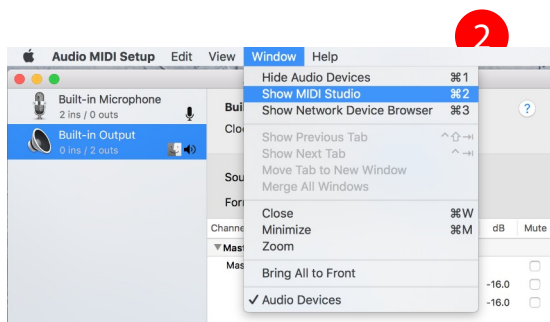 2
Audio MIDI Setup Edit View Window Help
Hide Audio Devices ⌘1
Show MIDI Studio ⌘2
Show Network Device Browser ⌘3
Show Previous Tab ^⇧⇥
Show Next Tab ^⇥
Move Tab to New Window
Merge All Windows
Close ⌘W
Minimize ⌘M
Zoom
Bring All to Front
✓ Audio Devices
Built-in Microphone
2 ins / 0 outs
Built-in Output
0 ins / 2 outs
?
dB Mute
-16.0
-16.0